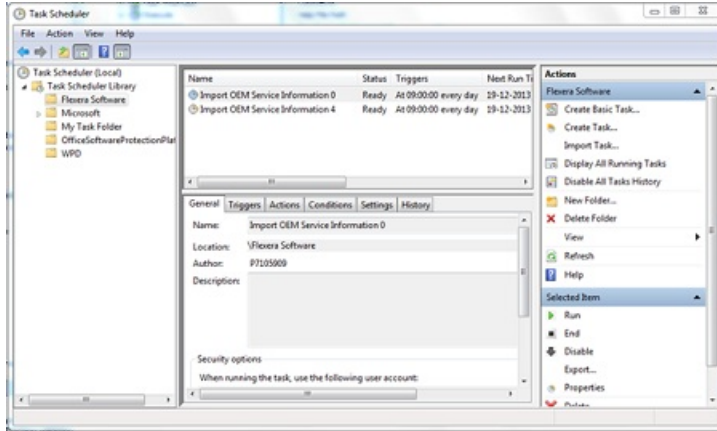 Task Scheduler
File Action View Help
Task Scheduler (Local)
Task Scheduler Library
Flexera Software
Microsoft
My Task Folder
OfficeSoftwareProtectionPlat
WPD
Name Status Triggers Next Run Ti
Import OEM Service Information 0 Ready At 09:00:00 every day 19-12-2013
Import OEM Service Information 4 Ready At 09:00:00 every day 19-12-2013
General Triggers Actions Conditions Settings History
Name: Import OEM Service Information 0
Location: \Flexera Software
Author: P7105909
Description:
Security options
When running the task, use the following user account:
Actions
Flexera Software
Create Basic Task...
Create Task...
Import Task...
Display All Running Tasks
Disable All Tasks History
New Folder...
Delete Folder
View
Refresh
Help
Selected Item
Run
End
Disable
Export...
Properties
Delete